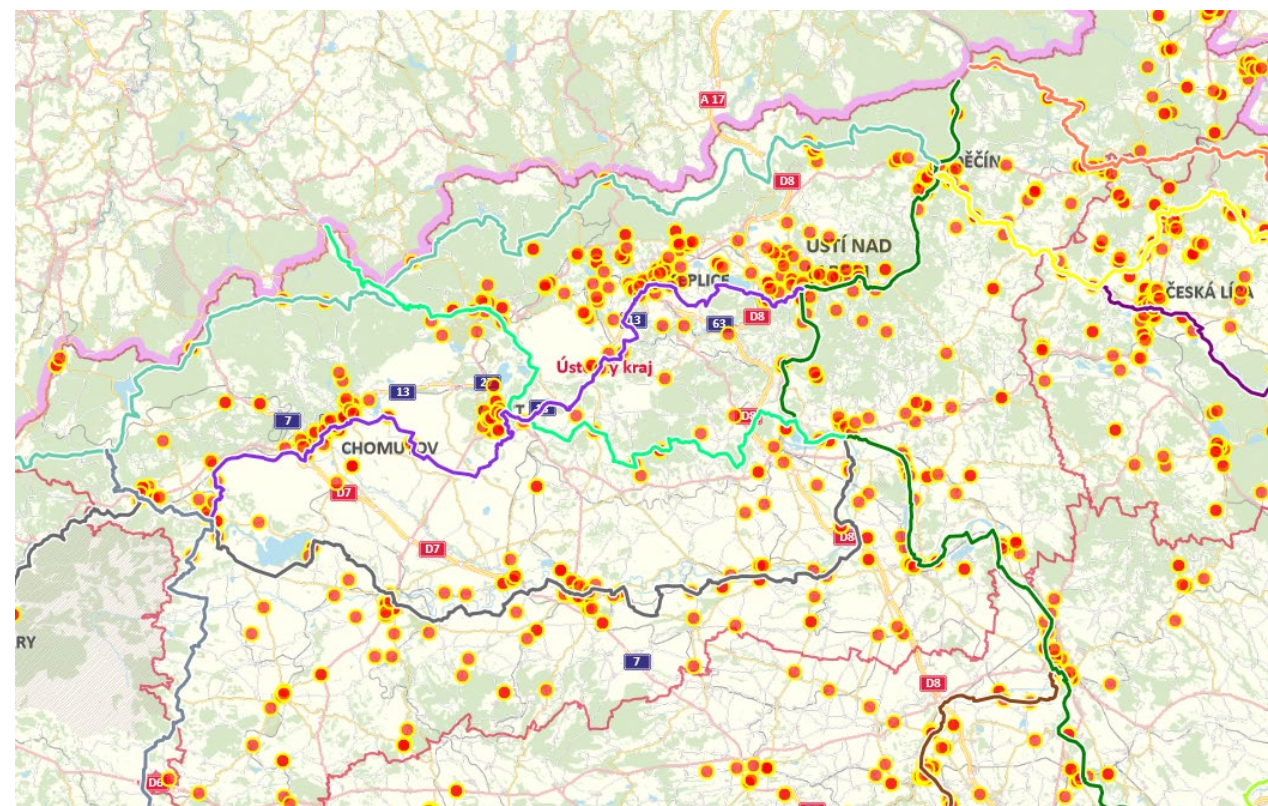 A 17
DĚČÍN
D8
ÚSTÍ NAD
PLICE
ČESKÁ LÍPA
13
63
D8
Ústecký kraj
13
7
D8
CHOMUTOV
D7
D8
D7
RY
7
D8
D6